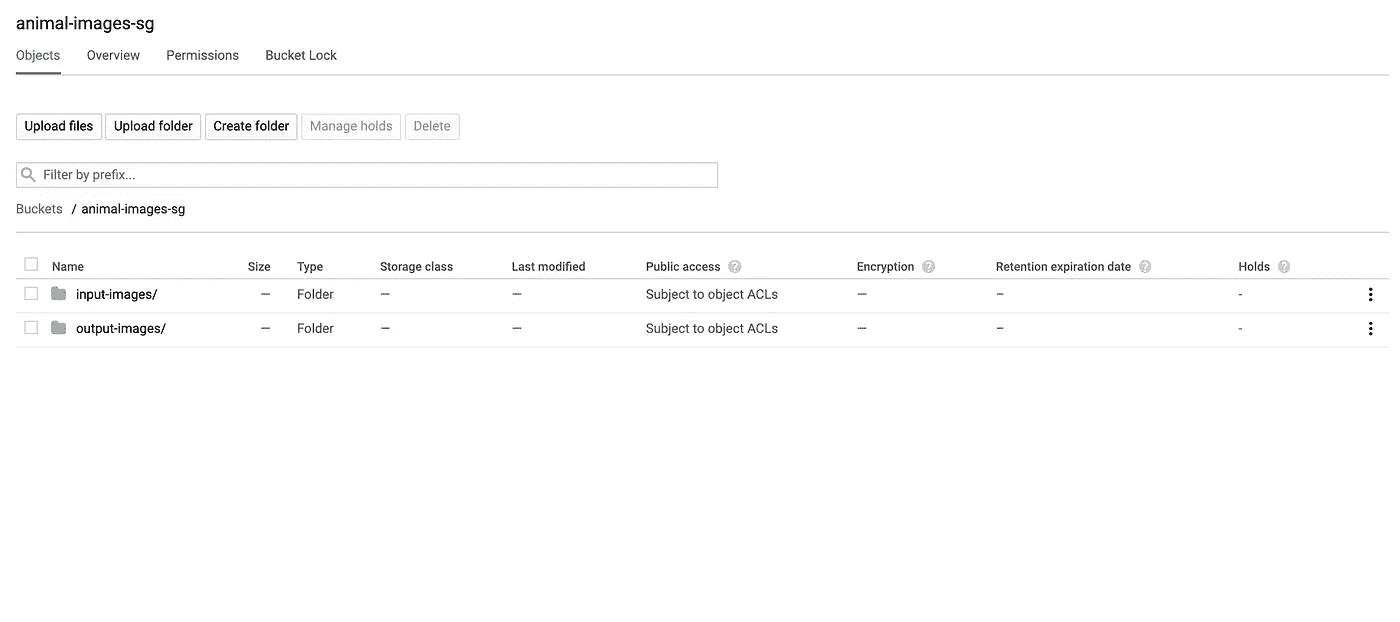 animal-images-sg
Objects Overview Permissions Bucket Lock
Upload files Upload folder Create folder Manage holds Delete
Filter by prefix...
Buckets / animal-images-sg
Name Size Type Storage class Last modified Public access ? Encryption ? Retention expiration date ? Holds ?
input-images/ — Folder — — Subject to object ACLs — – -
output-images/ — Folder — — Subject to object ACLs — – -